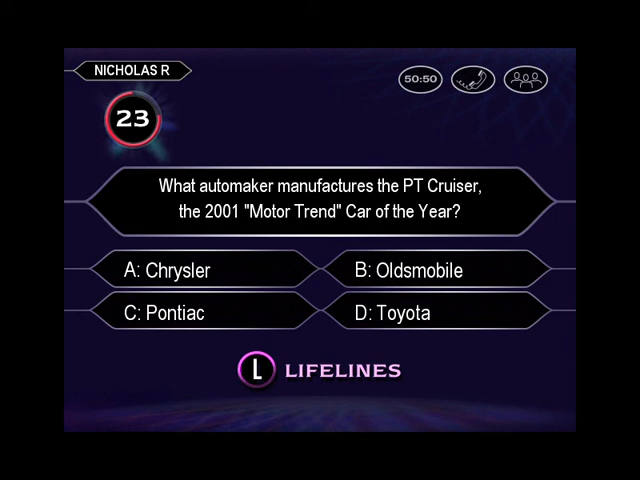 NICHOLAS R
50:50
23
What automaker manufactures the PT Cruiser,
the 2001 "Motor Trend" Car of the Year?
A: Chrysler
B: Oldsmobile
C: Pontiac
D: Toyota
L LIFELINES